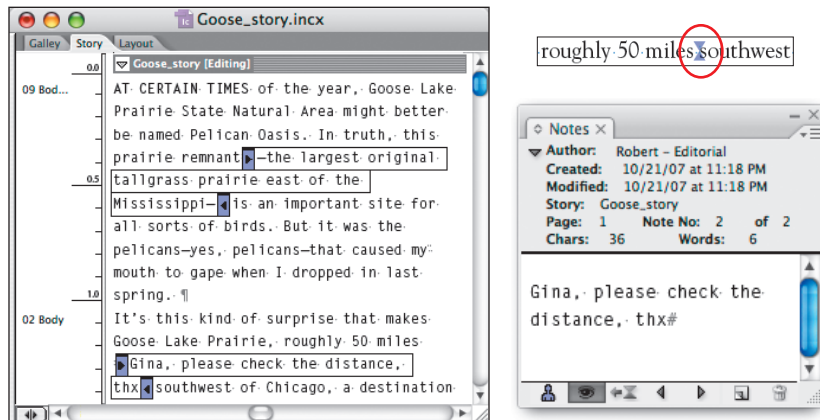 Goose_story.incx
Galley Story Layout
Goose_story [Editing]
0.0
09 Bod...
AT CERTAIN TIMES of the year, Goose Lake
Prairie State Natural Area might better
be named Pelican Oasis. In truth, this
prairie remnant—the largest original
0.5
tallgrass prairie east of the
Mississippi—is an important site for
all sorts of birds. But it was the
pelicans—yes, pelicans—that caused my
mouth to gape when I dropped in last
1.0
spring. ¶
02 Body
It's this kind of surprise that makes
Goose Lake Prairie, roughly 50 miles
Gina, please check the distance,
thx southwest of Chicago, a destination
roughly 50 miles southwest
Notes
Author: Robert – Editorial
Created: 10/21/07 at 11:18 PM
Modified: 10/21/07 at 11:18 PM
Story: Goose_story
Page: 1 Note No: 2 of 2
Chars: 36 Words: 6
Gina, please check the
distance, thx#